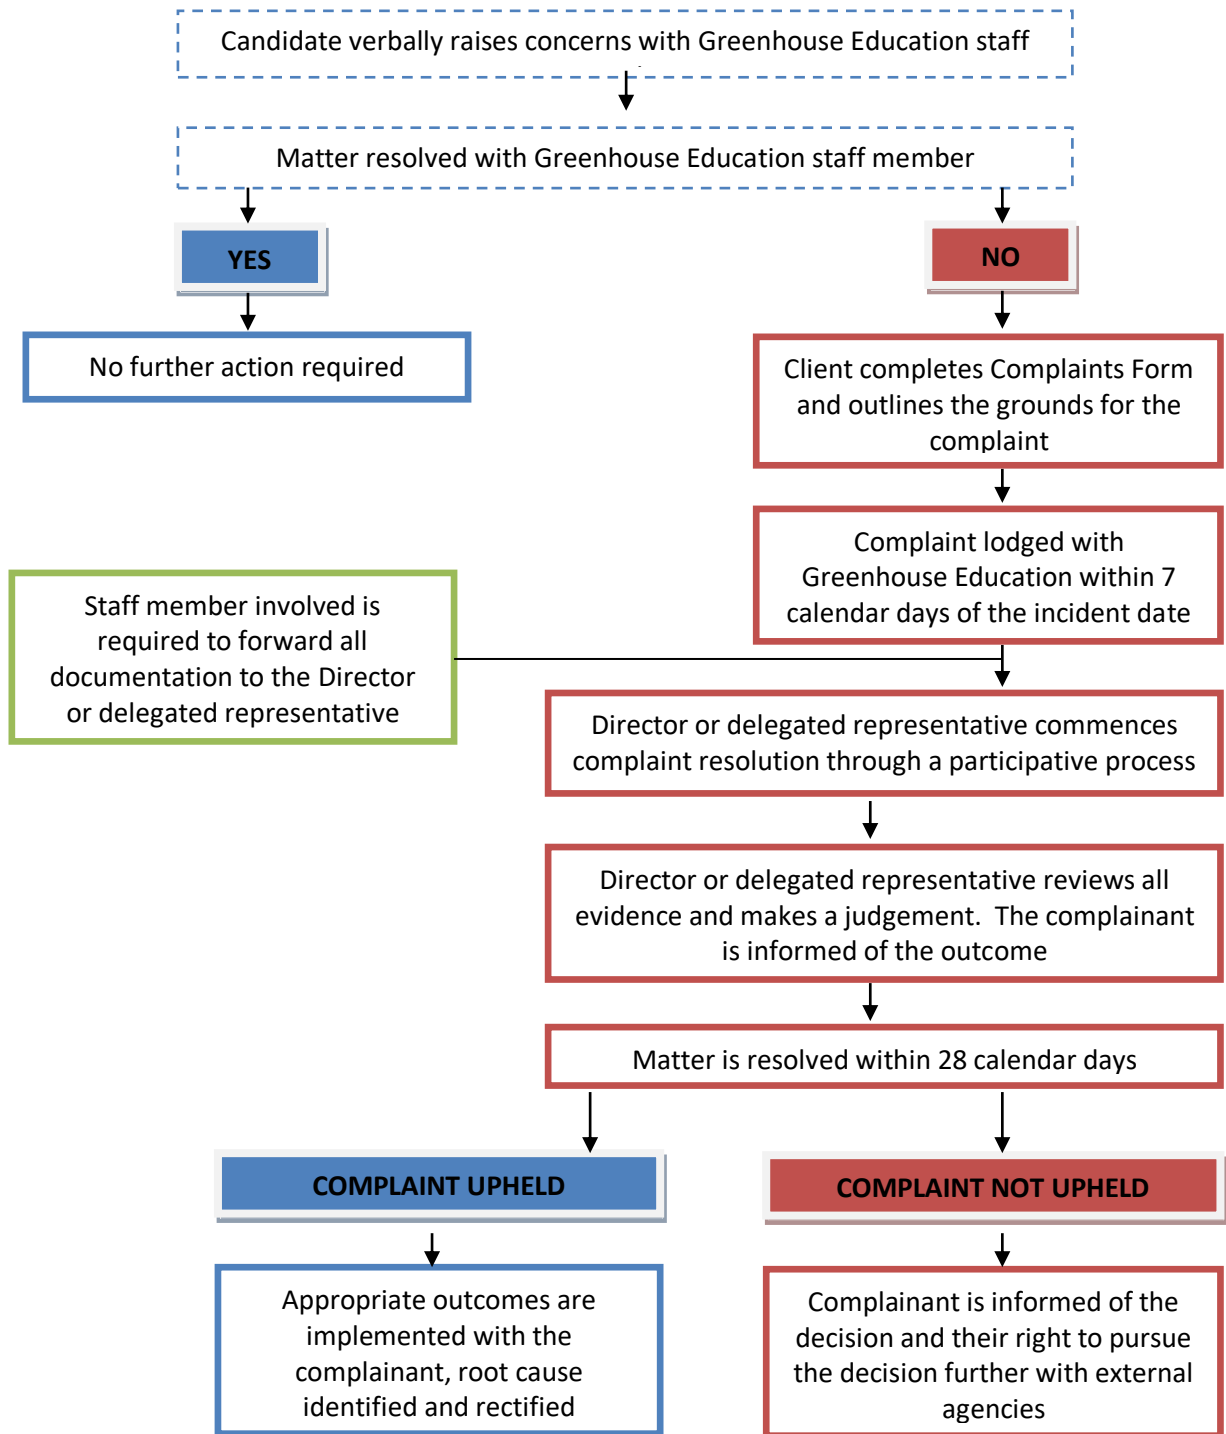 Candidate verbally raises concerns with Greenhouse Education staff
Matter resolved with Greenhouse Education staff member
YES
NO
No further action required
Client completes Complaints Form
and outlines the grounds for the
complaint
Complaint lodged with
Greenhouse Education within 7
calendar days of the incident date
Staff member involved is
required to forward all
documentation to the Director
or delegated representative
Director or delegated representative commences
complaint resolution through a participative process
Director or delegated representative reviews all
evidence and makes a judgement.  The complainant
is informed of the outcome
Matter is resolved within 28 calendar days
COMPLAINT UPHELD
COMPLAINT NOT UPHELD
Appropriate outcomes are
implemented with the
complainant, root cause
identified and rectified
Complainant is informed of the
decision and their right to pursue
the decision further with external
agencies